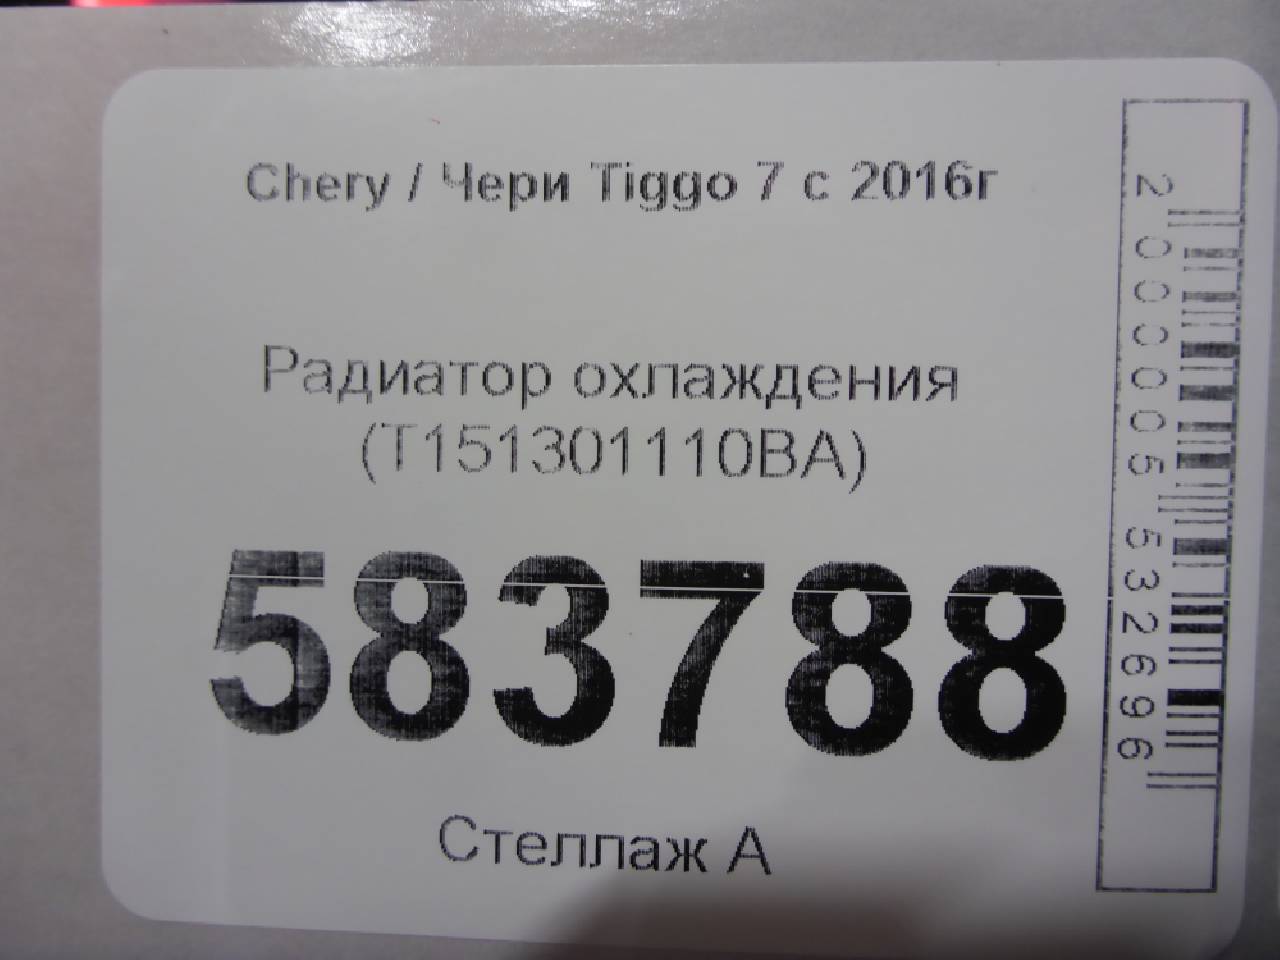 Chery / Чери Tiggo 7 с 2016г
Радиатор охлаждения
(T151301110BA)
583788
Стеллаж А
2000005532696